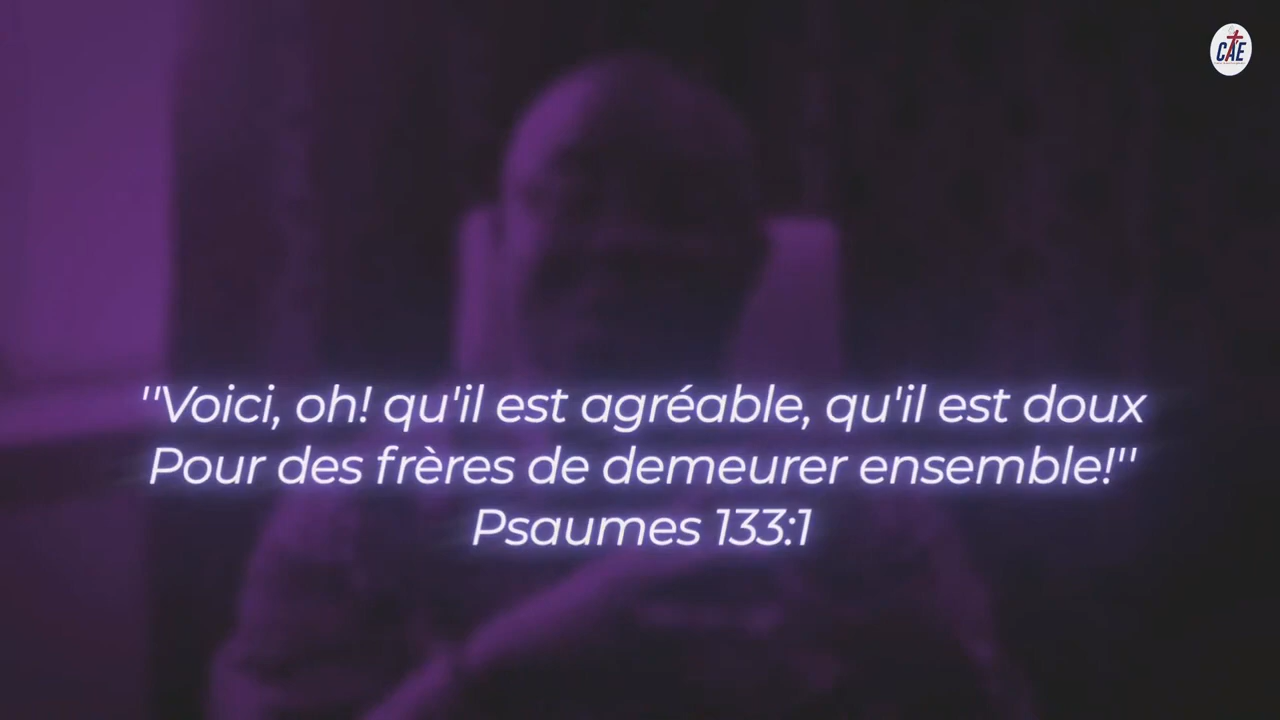 CAE
''Voici, oh! qu'il est agréable, qu'il est doux
Pour des frères de demeurer ensemble!''
Psaumes 133:1